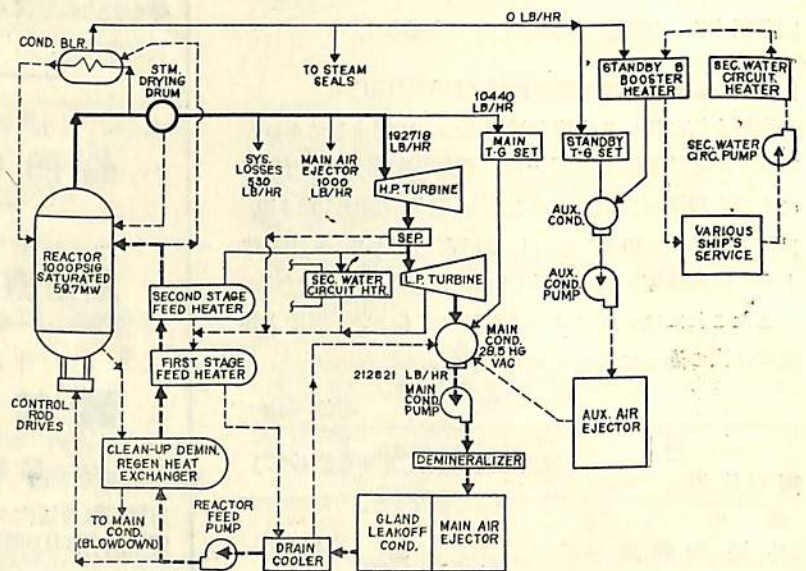 0 LB/HR
COND. BLR.
STM.
DRYING
DRUM
TO STEAM
SEALS
10440
LB/HR
STANDBY &
BOOSTER
HEATER
SEC. WATER
CIRCUIT.
HEATER
192718
LB/HR
SYS.
LOSSES
530
LB/HR
MAIN AIR
EJECTOR
1000
LB/HR
MAIN
T-G SET
STANDBY
T-G SET
SEC. WATER
CIRC. PUMP
H.P. TURBINE
AUX.
COND.
VARIOUS
SHIP'S
SERVICE
SEP.
REACTOR
1000PSIG
SATURATED
59.7MW
SEC. WATER
CIRCUIT HTR.
L.P. TURBINE
AUX.
COND.
PUMP
SECOND STAGE
FEED HEATER
MAIN
COND.
28.5 HG
VAC
FIRST STAGE
FEED HEATER
212621 LB/HR
MAIN
COND.
PUMP
CONTROL
ROD
DRIVES
AUX. AIR
EJECTOR
CLEAN-UP DEMIN.
REGEN HEAT
EXCHANGER
DEMINERALIZER
TO MAIN
COND.
(BLOWDOWN)
REACTOR
FEED
PUMP
DRAIN
COOLER
GLAND
LEAKOFF
COND.
MAIN AIR
EJECTOR